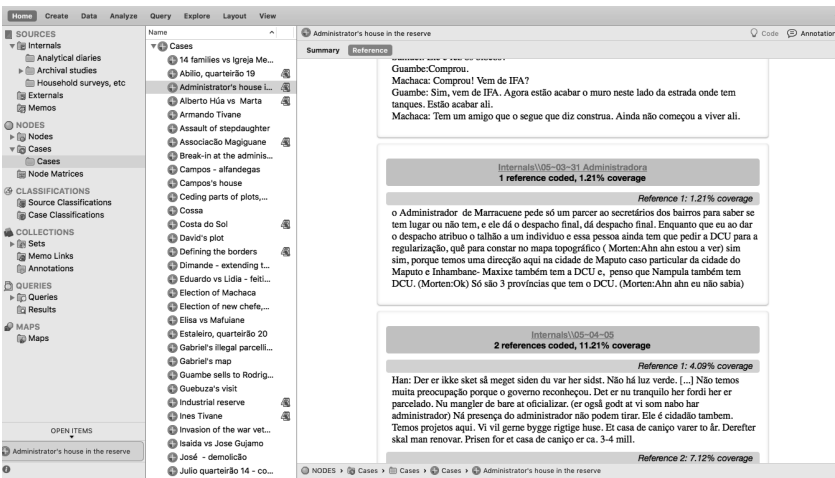 Home Create Data Analyze Query Explore Layout View
SOURCES
Internals
Analytical diaries
Archival studies
Household surveys, etc
Externals
Memos
NODES
Nodes
Cases
Cases
Node Matrices
CLASSIFICATIONS
Source Classifications
Case Classifications
COLLECTIONS
Sets
Memo Links
Annotations
QUERIES
Queries
Results
MAPS
Maps
OPEN ITEMS
Administrator's house in the reserve
Name
Cases
14 families vs Igreja Me...
Abilio, quarteirão 19
Administrator's house i...
Alberto Húa vs Marta
Armando Tivane
Assault of stepdaughter
Associacão Magiguane
Break-in at the adminis...
Campos - alfandegas
Campos's house
Ceding parts of plots,...
Cossa
Costa do Sol
David's plot
Defining the borders
Dimande - extending t...
Eduardo vs Lidia - feiti...
Election of Machaca
Election of new chefe,...
Elisa vs Mafuiane
Estaleiro, quarteirão 20
Gabriel's illegal parcelli...
Gabriel's map
Guambe sells to Rodrig...
Guebuza's visit
Industrial reserve
Ines Tivane
Invasion of the war vet...
Isaida vs Jose Gujamo
José - demolicão
Julio quarteirão 14 - co...
Administrator's house in the reserve
Code Annotation
Summary Reference
Guambe:Comprou.
Machaca: Comprou! Vem de IFA?
Guambe: Sim, vem de IFA. Agora estão acabar o muro neste lado da estrada onde tem
tanques. Estão acabar ali.
Machaca: Tem um amigo que o segue que diz construa. Ainda não começou a viver ali.
Internals\\05-03-31 Administradora
1 reference coded, 1.21% coverage
Reference 1: 1.21% coverage
o Administrador de Marracuene pede só um parcer ao secretários dos bairros para saber se
tem lugar ou não tem, e ele dá o despacho final, dá despacho final. Enquanto que eu ao dar
o despacho atribuo o talhão a um individuo e essa pessoa ainda tem que pedir a DCU para a
regularização, quê para constar no mapa topográfico ( Morten:Ahn ahn estou a ver) sim
sim, porque temos uma direcção aqui na cidade de Maputo caso particular da cidade do
Maputo e Inhambane- Maxixe também tem a DCU e, penso que Nampula também tem
DCU. (Morten:Ok) Só são 3 províncias que tem o DCU. (Morten:Ahn ahn eu não sabia)
Internals\\05-04-05
2 references coded, 11.21% coverage
Reference 1: 4.09% coverage
Han: Der er ikke sket så meget siden du var her sidst. Não há luz verde. [...] Não temos
muita preocupação porque o governo reconheçou. Det er nu tranquilo her fordi her er
parcelado. Nu mangler de bare at oficializar. (er også godt at vi som nabo har
administrador) Ná presença do administrador não podem tirar. Ele é cidadão tambem.
Temos projectos aqui. Vi vil gerne bygge rigtige huse. Et casa de caniço varer to år. Derefter
skal man renovar. Prisen for et casa de caniço er ca. 3-4 mill.
Reference 2: 7.12% coverage
NODES Cases Cases Cases Administrator's house in the reserve